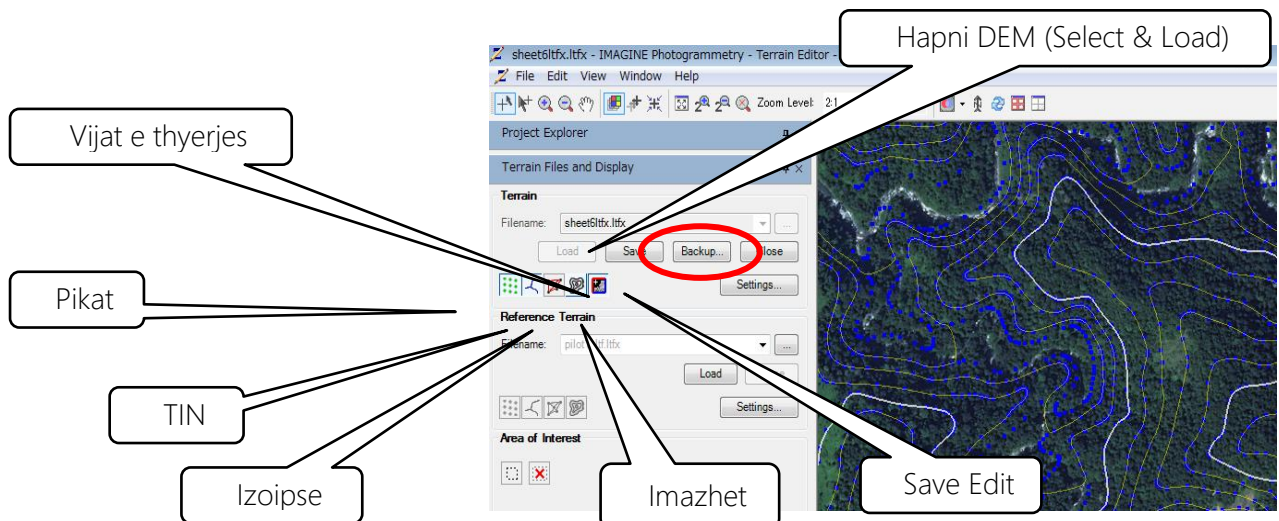 Hapni DEM (Select & Load)
sheet6ltfx.ltfx - IMAGINE Photogrammetry - Terrain Editor -
File Edit View Window Help
Zoom Level: 2:1
Vijat e thyerjes
Project Explorer
Terrain Files and Display
Terrain
Filename: sheet6ltfx.ltfx
Load Save Backup... Close
Settings...
Pikat
Reference Terrain
Filename: pilot ltf.ltfx
Load
Settings...
TIN
Area of Interest
Izoipse
Imazhet
Save Edit